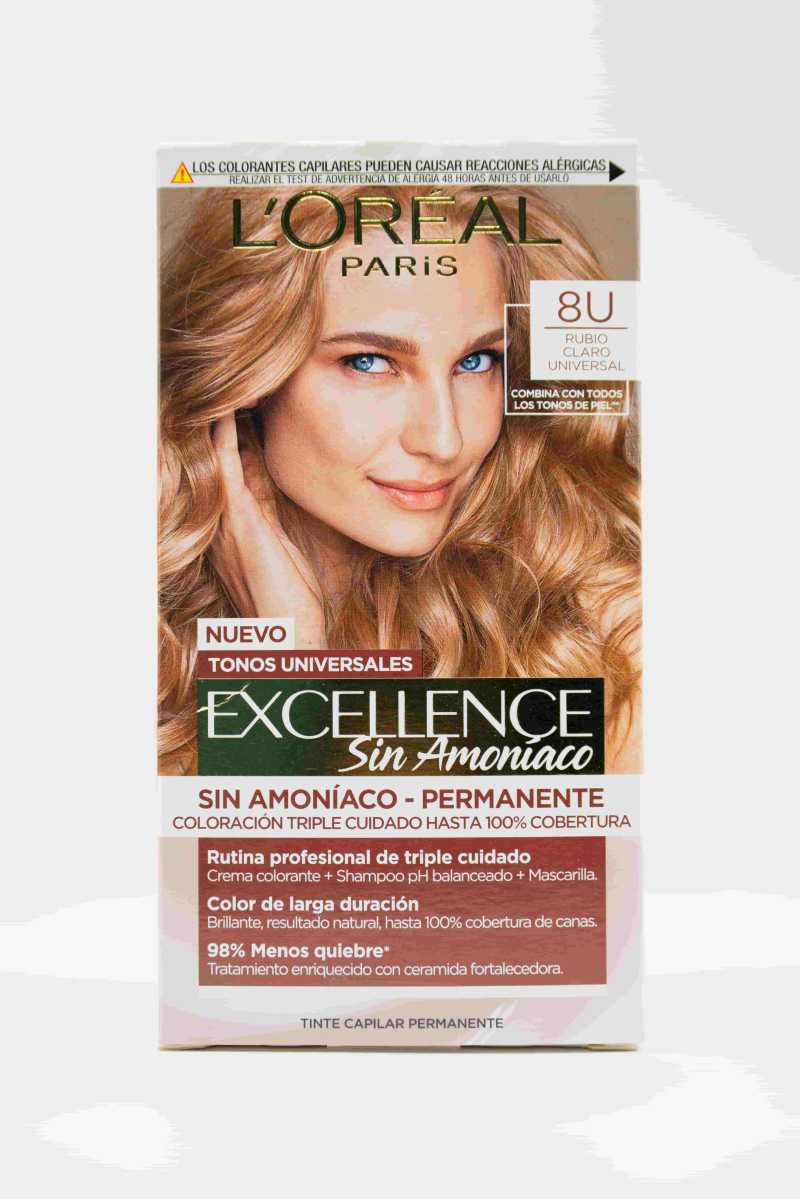 LOS COLORANTES CAPILARES PUEDEN CAUSAR REACCIONES ALÉRGICAS
REALIZAR EL TEST DE ADVERTENCIA DE ALERGIA 48 HORAS ANTES DE USARLO
L'ORÉAL
PARiS
8U
RUBIO
CLARO
UNIVERSAL
COMBINA CON TODOS
LOS TONOS DE PIEL
NUEVO
TONOS UNIVERSALES
EXCELLENCE
Sin Amoníaco
SIN AMONÍACO - PERMANENTE
COLORACIÓN TRIPLE CUIDADO HASTA 100% COBERTURA
Rutina profesional de triple cuidado
Crema colorante + Shampoo pH balanceado + Mascarilla.
Color de larga duración
Brillante, resultado natural, hasta 100% cobertura de canas.
98% Menos quiebre*
Tratamiento enriquecido con ceramida fortalecedora.
TINTE CAPILAR PERMANENTE